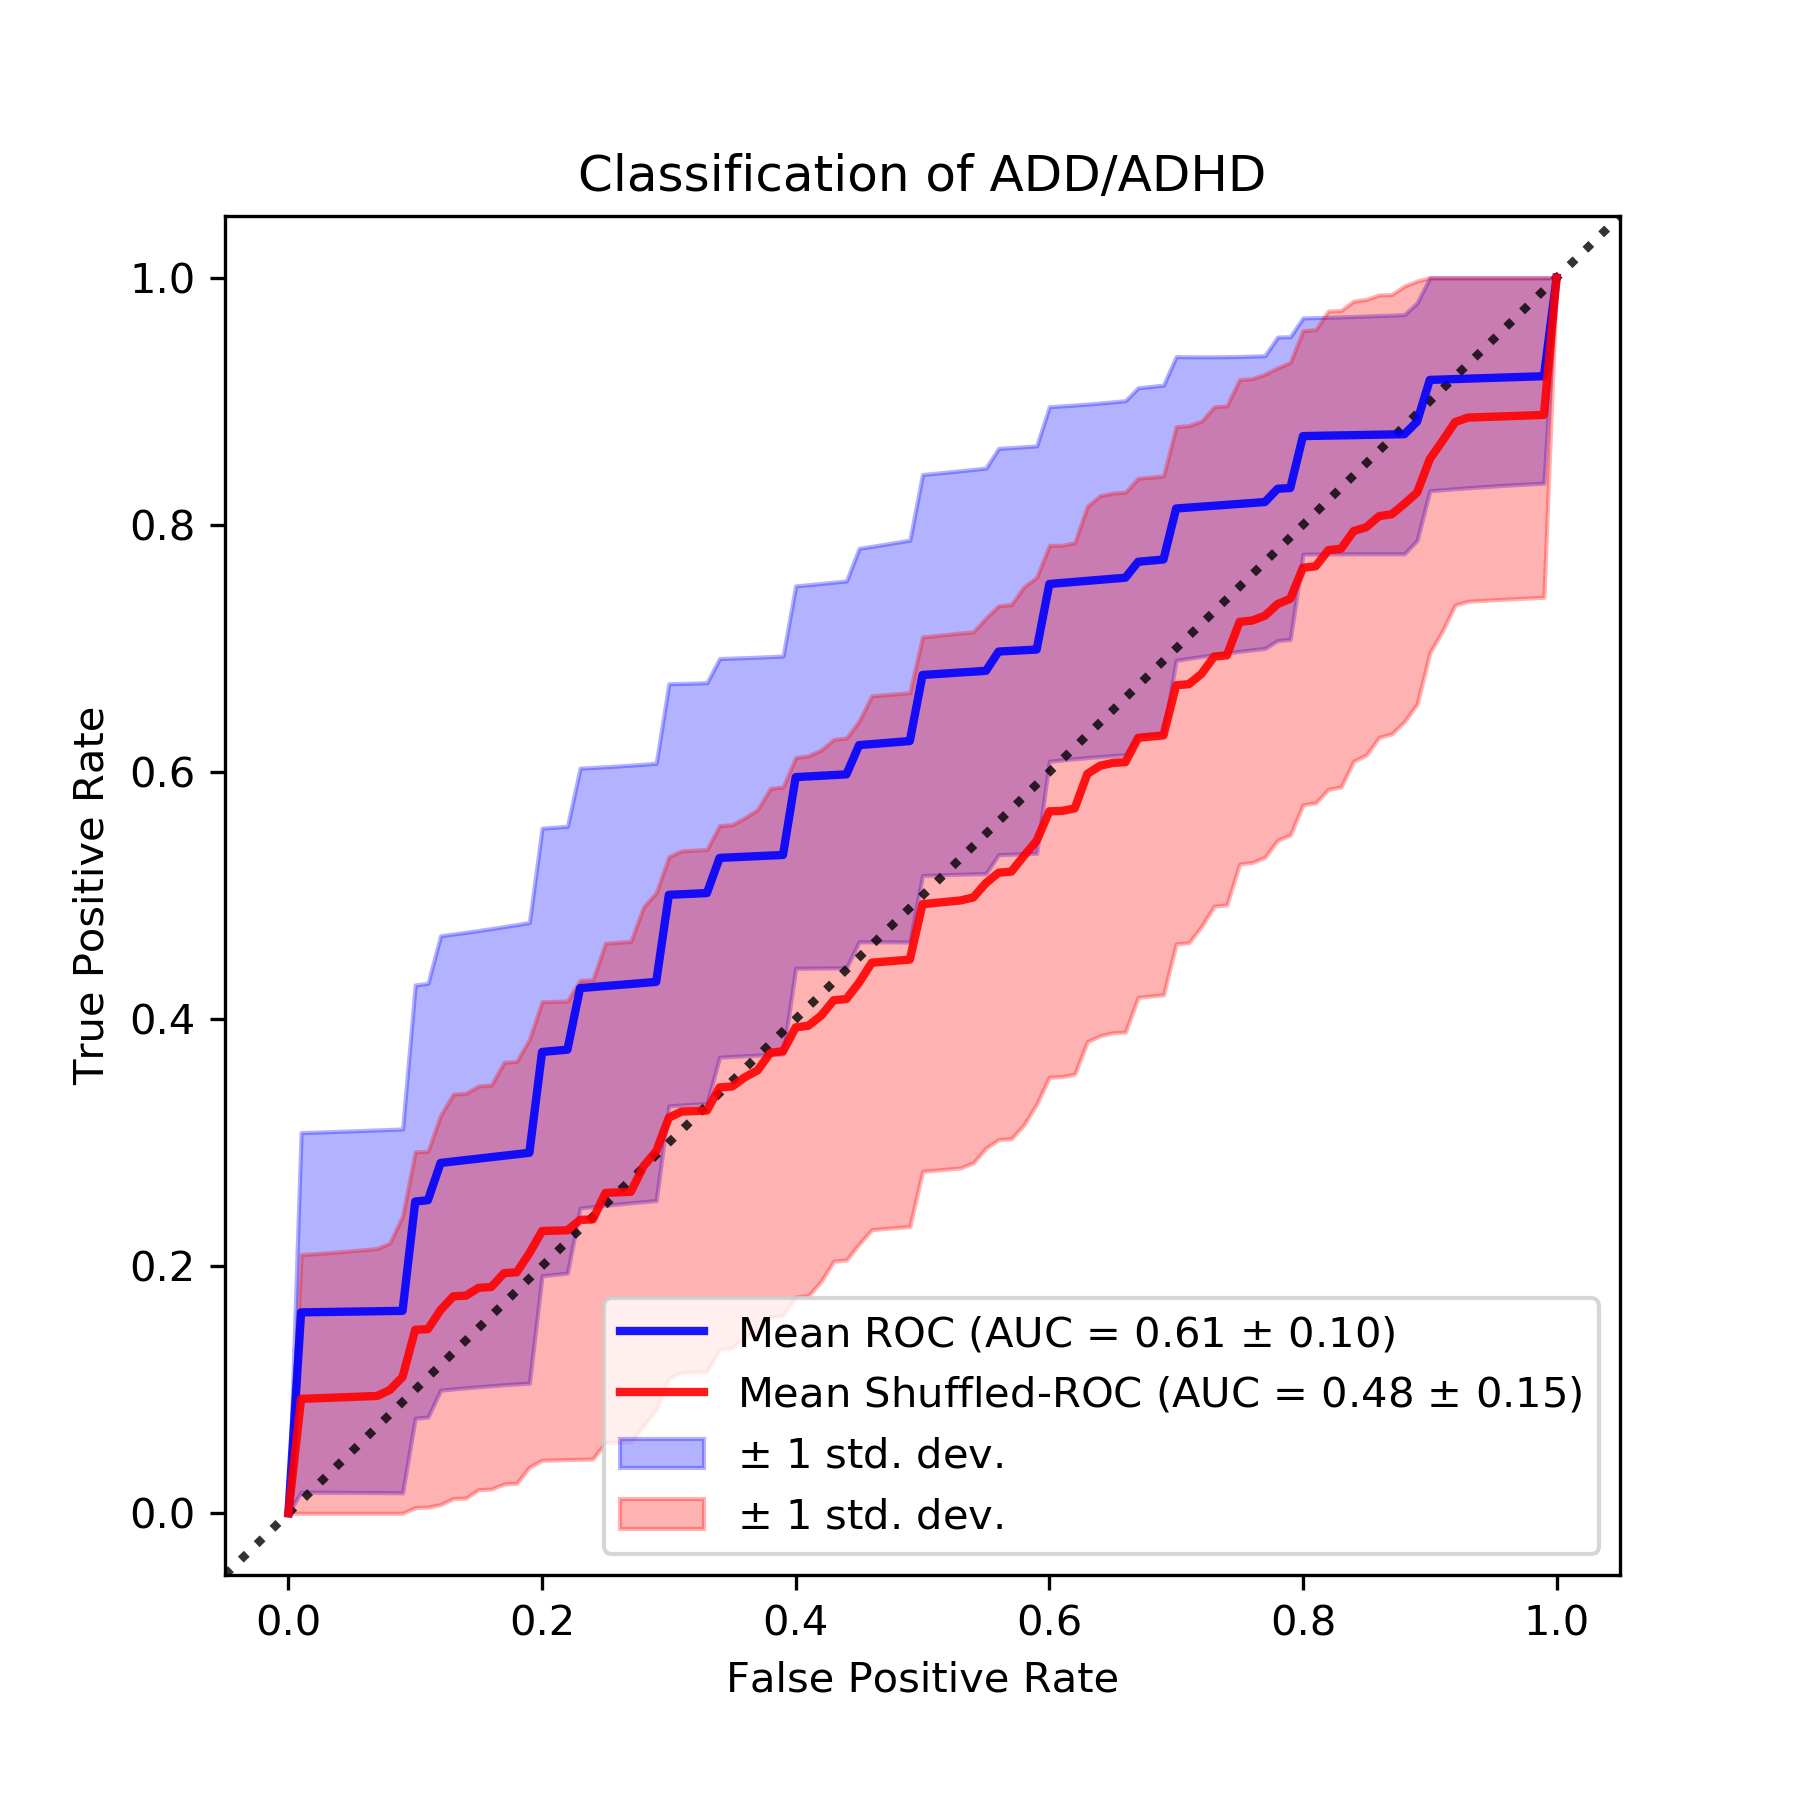 Classification of ADD/ADHD
True Positive Rate
1.0
0.8
0.6
0.4
0.2
0.0
Mean ROC (AUC = 0.61 ± 0.10)
Mean Shuffled-ROC (AUC = 0.48 ± 0.15)
± 1 std. dev.
± 1 std. dev.
0.0 0.2 0.4 0.6 0.8 1.0
False Positive Rate